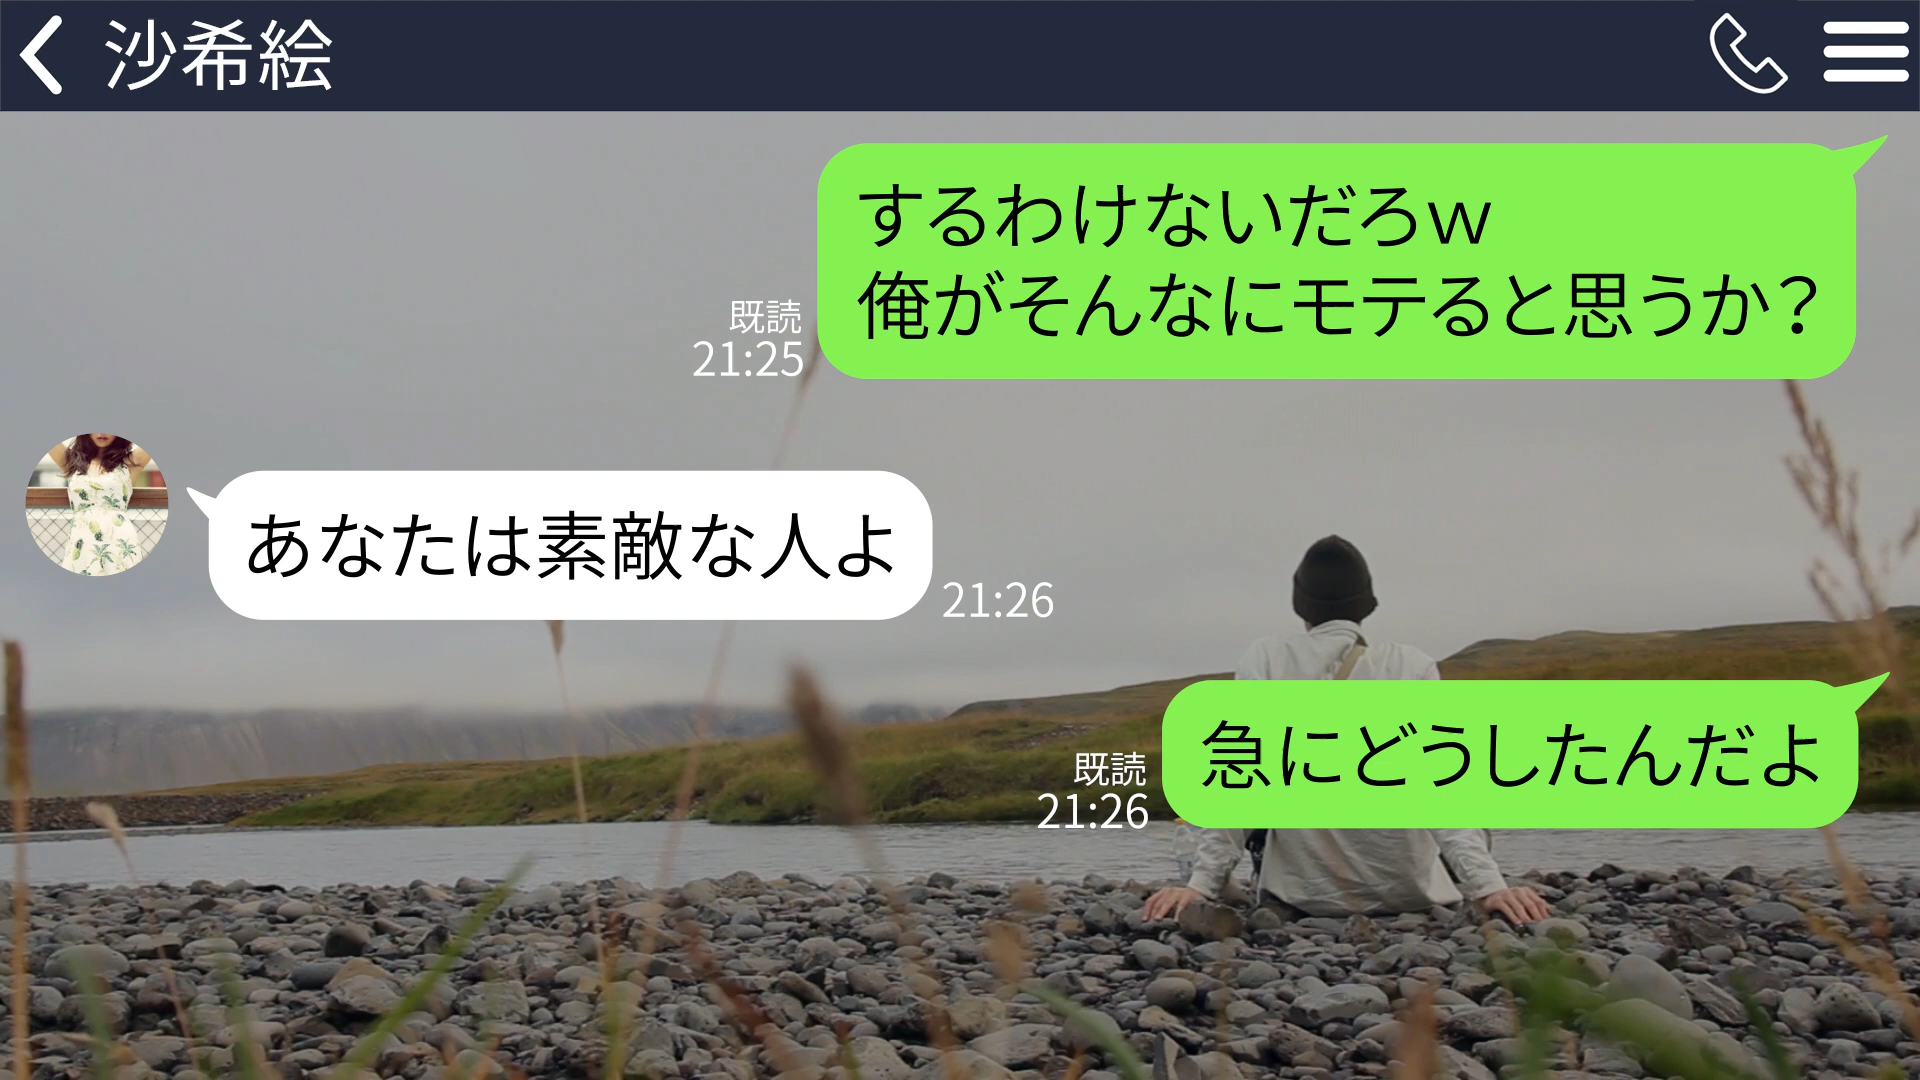 沙希絵
するわけないだろw
俺がそんなにモテると思うか？
既読
21:25
あなたは素敵な人よ
21:26
急にどうしたんだよ
既読
21:26